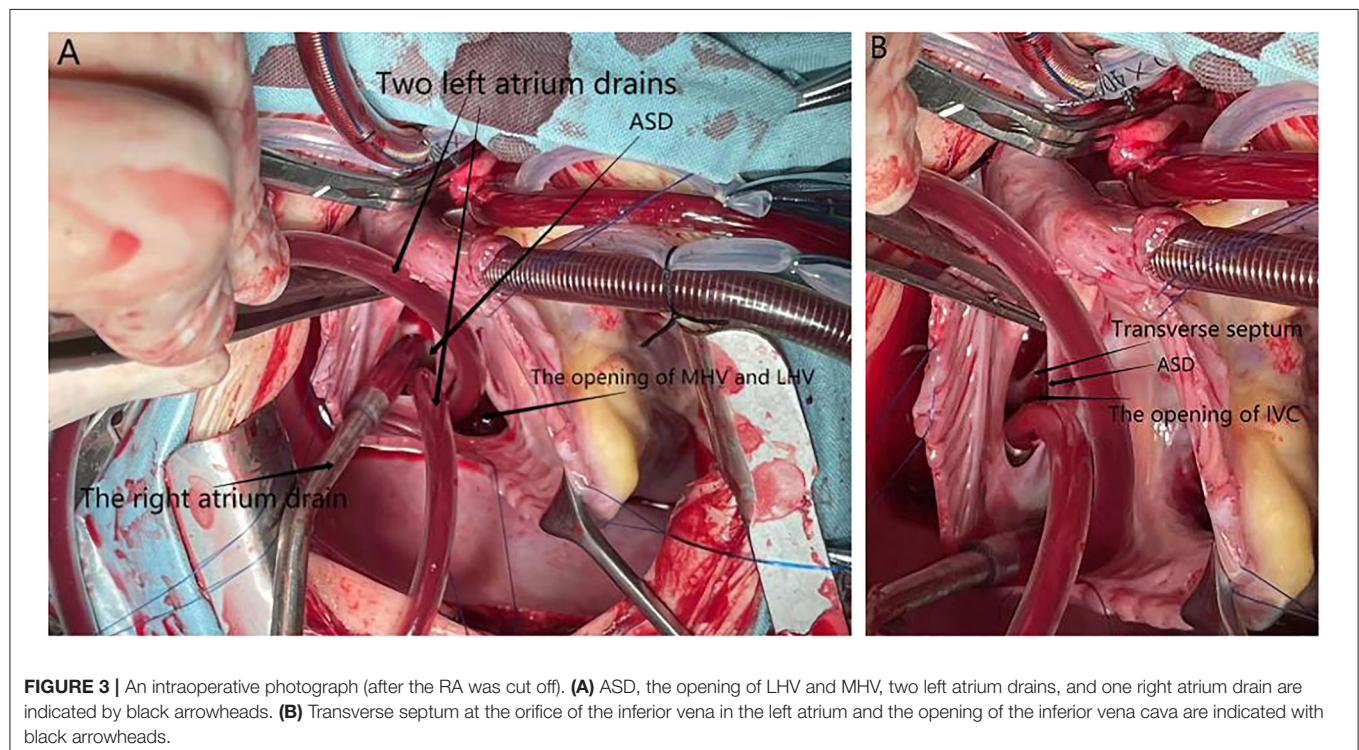 A
Two left atrium drains
ASD
The opening of MHV and LHV
The right atrium drain
B
Transverse septum
ASD
The opening of IVC
FIGURE 3 | An intraoperative photograph (after the RA was cut off). (A) ASD, the opening of LHV and MHV, two left atrium drains, and one right atrium drain are
indicated by black arrowheads. (B) Transverse septum at the orifice of the inferior vena in the left atrium and the opening of the inferior vena cava are indicated with
black arrowheads.